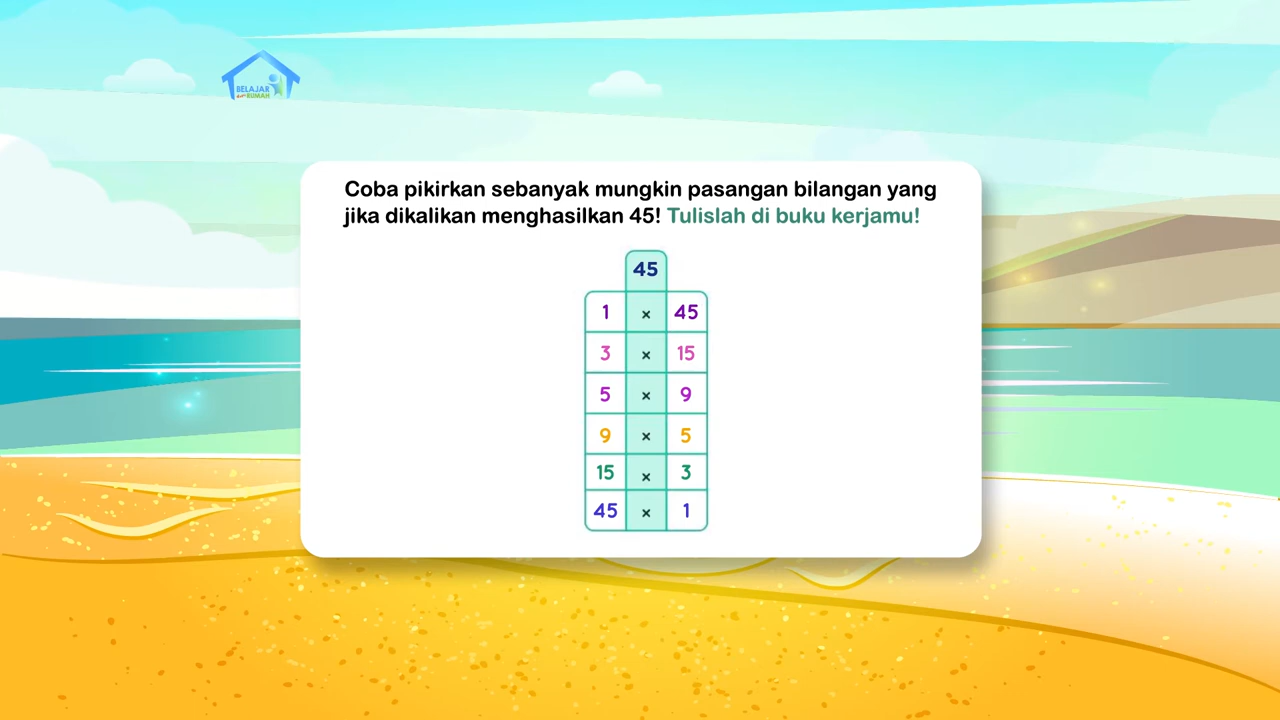 BELAJAR
dari RUMAH
Coba pikirkan sebanyak mungkin pasangan bilangan yang
jika dikalikan menghasilkan 45! Tulislah di buku kerjamu!
45
1 × 45
3 × 15
5 × 9
9 × 5
15 × 3
45 × 1